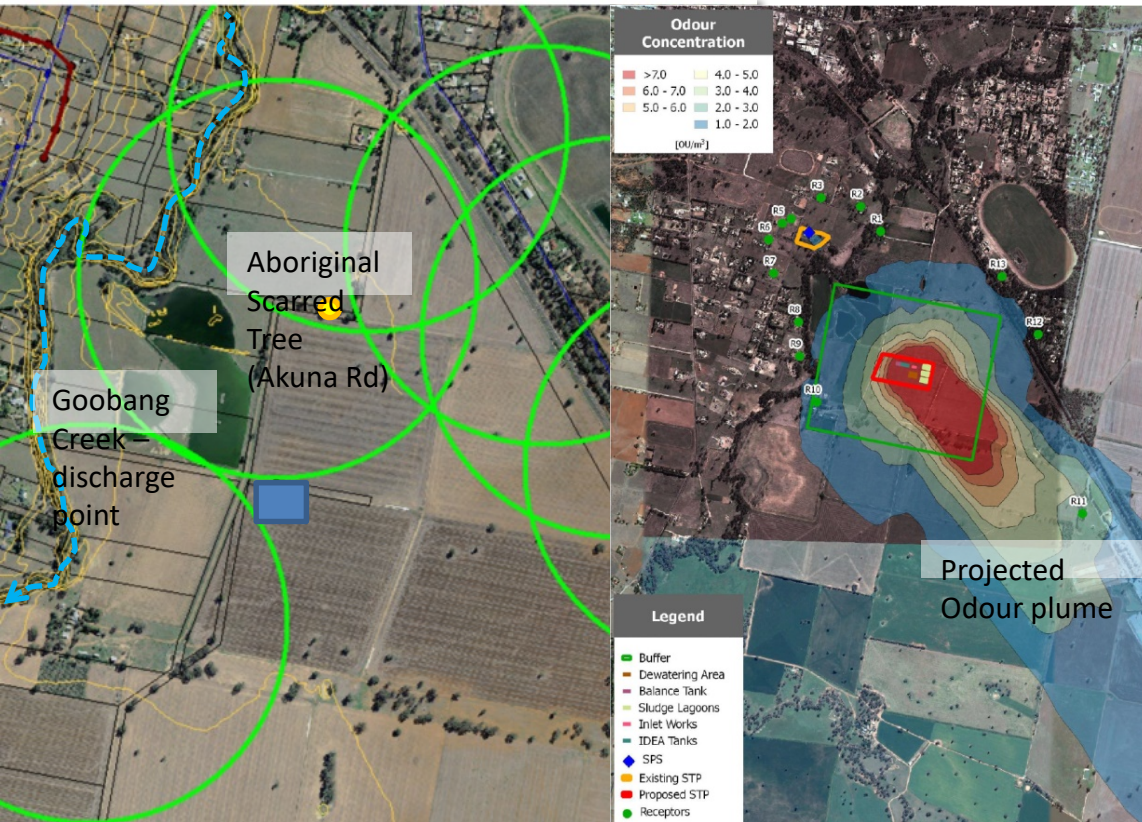 Aboriginal
Scarred
Tree
(Akuna Rd)
Goobang
Creek –
discharge
point
Odour
Concentration
>7.0
4.0 - 5.0
6.0 - 7.0
3.0 - 4.0
5.0 - 6.0
2.0 - 3.0
1.0 - 2.0
[OU/m³]
R3
R2
R5
R1
R6
R7
R13
R8
R12
R9
R10
R11
Projected
Odour plume
Legend
Buffer
Dewatering Area
Balance Tank
Sludge Lagoons
Inlet Works
IDEA Tanks
SPS
Existing STP
Proposed STP
Receptors